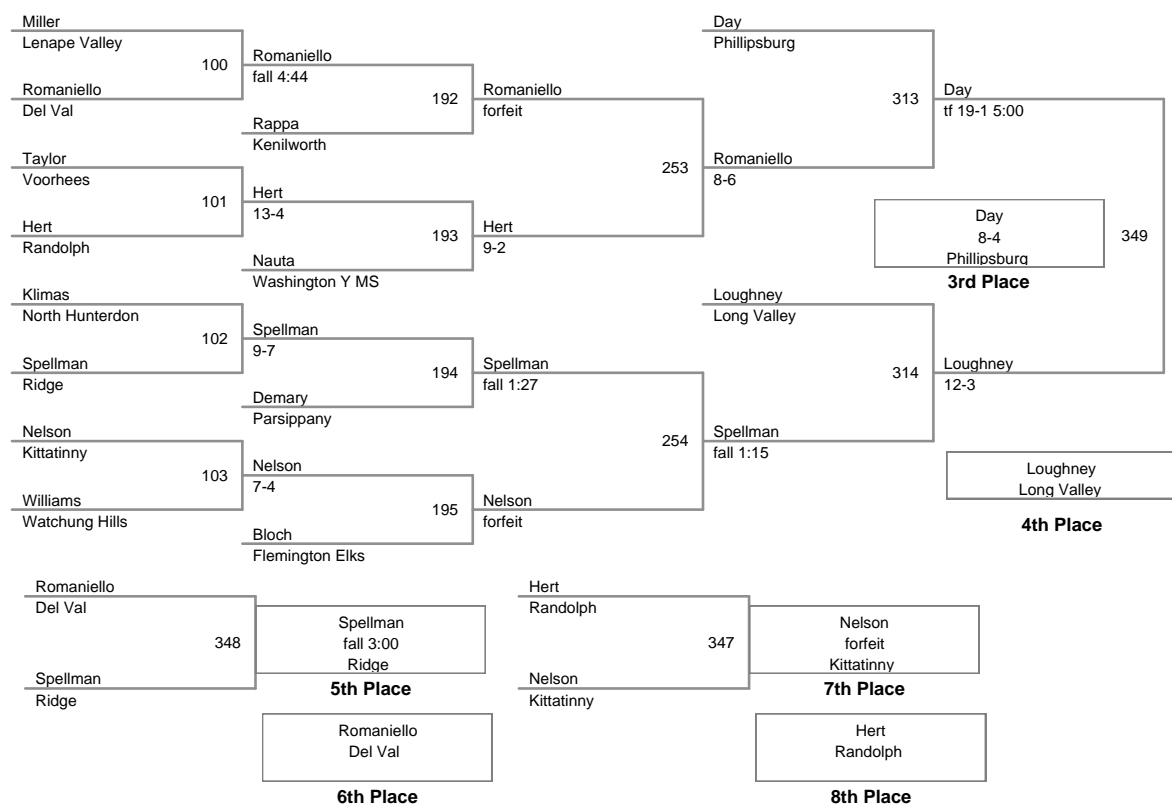 Miller
Lenape Valley
100
Romaniello
Del Val
Romaniello
fall 4:44
192
Rappa
Kenilworth
Romaniello
forfeit
Taylor
Voorhees
101
Hert
Randolph
Hert
13-4
193
Nauta
Washington Y MS
Hert
9-2
253
Romaniello
8-6
Day
Phillipsburg
313
Day
tf 19-1 5:00
Klimas
North Hunterdon
102
Spellman
Ridge
Spellman
9-7
194
Demary
Parsippany
Spellman
fall 1:27
Nelson
Kittatinny
103
Williams
Watchung Hills
Nelson
7-4
195
Bloch
Flemington Elks
Nelson
forfeit
254
Spellman
fall 1:15
Loughney
Long Valley
314
Loughney
12-3
349
Day
8-4
Phillipsburg
3rd Place
Loughney
Long Valley
4th Place
Romaniello
Del Val
348
Spellman
Ridge
Spellman
fall 3:00
Ridge
5th Place
Romaniello
Del Val
6th Place
Hert
Randolph
347
Nelson
Kittatinny
Nelson
forfeit
Kittatinny
7th Place
Hert
Randolph
8th Place